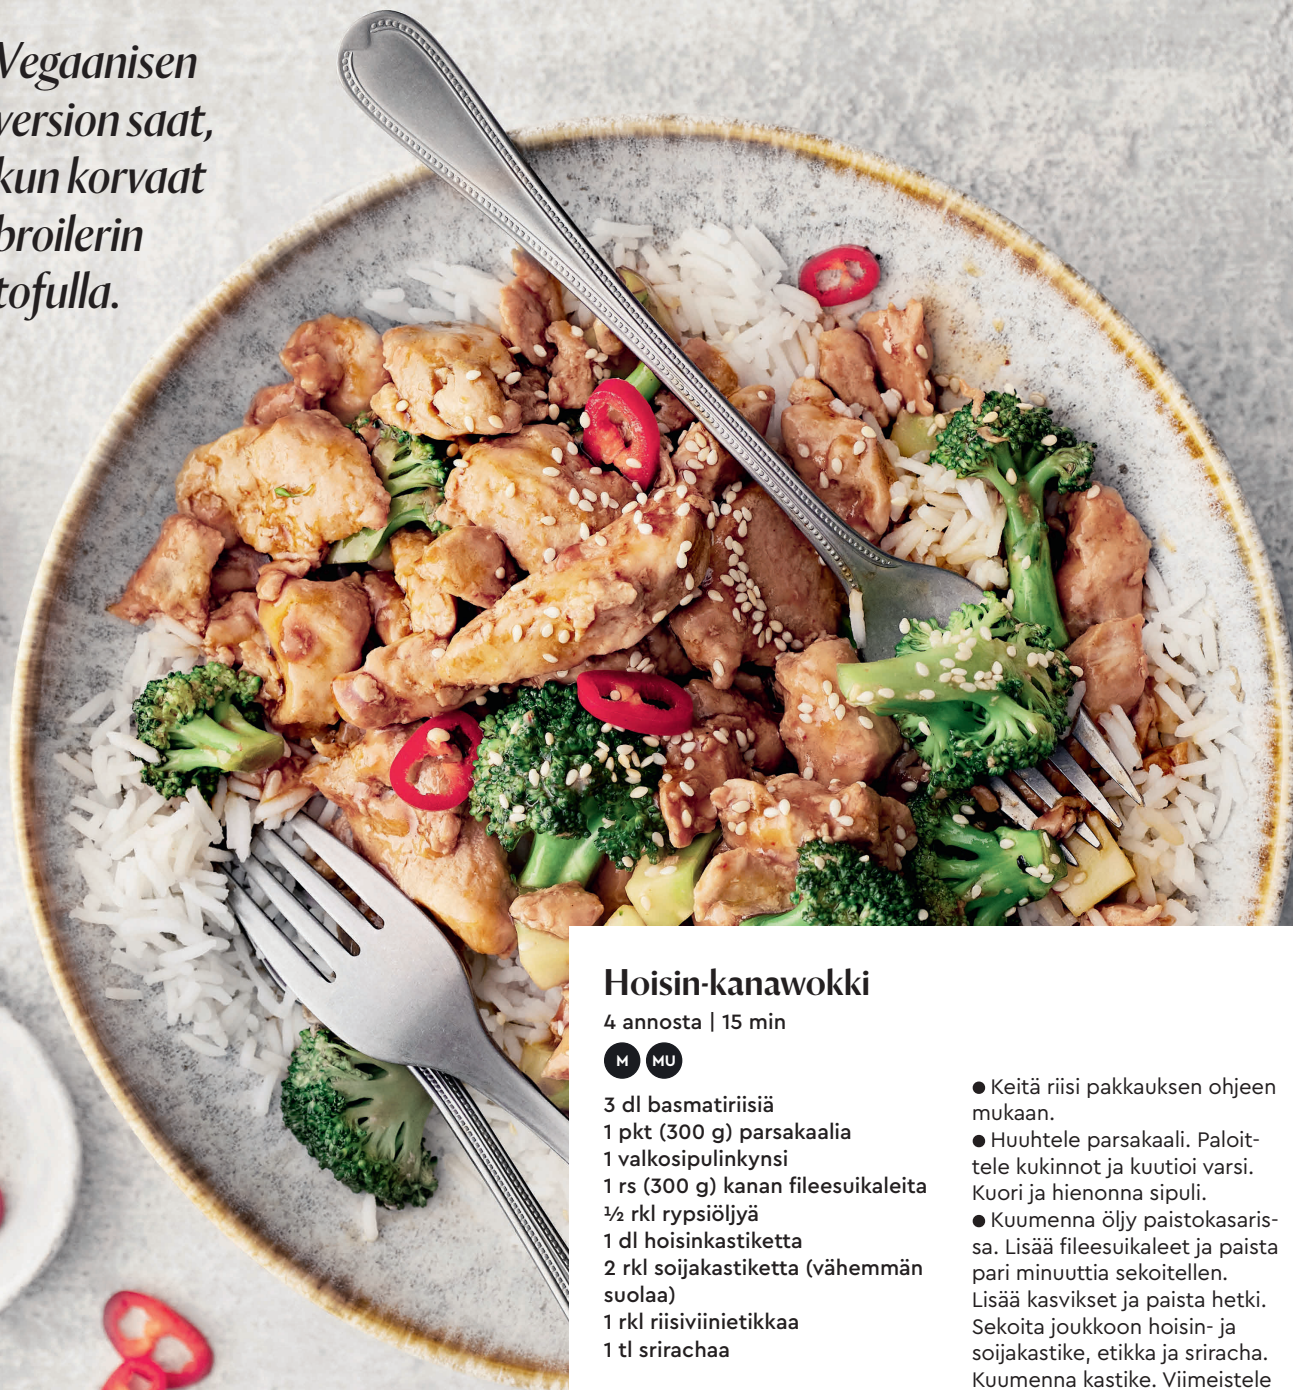 Vegaanisen
version saat,
kun korvaat
broilerin
tofulla.
Hoisin-kanawokki
4 annosta | 15 min
M MU
3 dl basmatiriisiä
1 pkt (300 g) parsakaalia
1 valkosipulinkynsi
1 rs (300 g) kanan fileesuikaleita
½ rkl rypsiöljyä
1 dl hoisinkastiketta
2 rkl soijakastiketta (vähemmän
suolaa)
1 rkl riisiviinietikkaa
1 tl srirachaa
● Keitä riisi pakkauksen ohjeen
mukaan.
● Huuhtele parsakaali. Paloit-
tele kukinnot ja kuutioi varsi.
Kuori ja hienonna sipuli.
● Kuumenna öljy paistokasaris-
sa. Lisää fileesuikaleet ja paista
pari minuuttia sekoitellen.
Lisää kasvikset ja paista hetki.
Sekoita joukkoon hoisin- ja
soijakastike, etikka ja sriracha.
Kuumenna kastike. Viimeistele